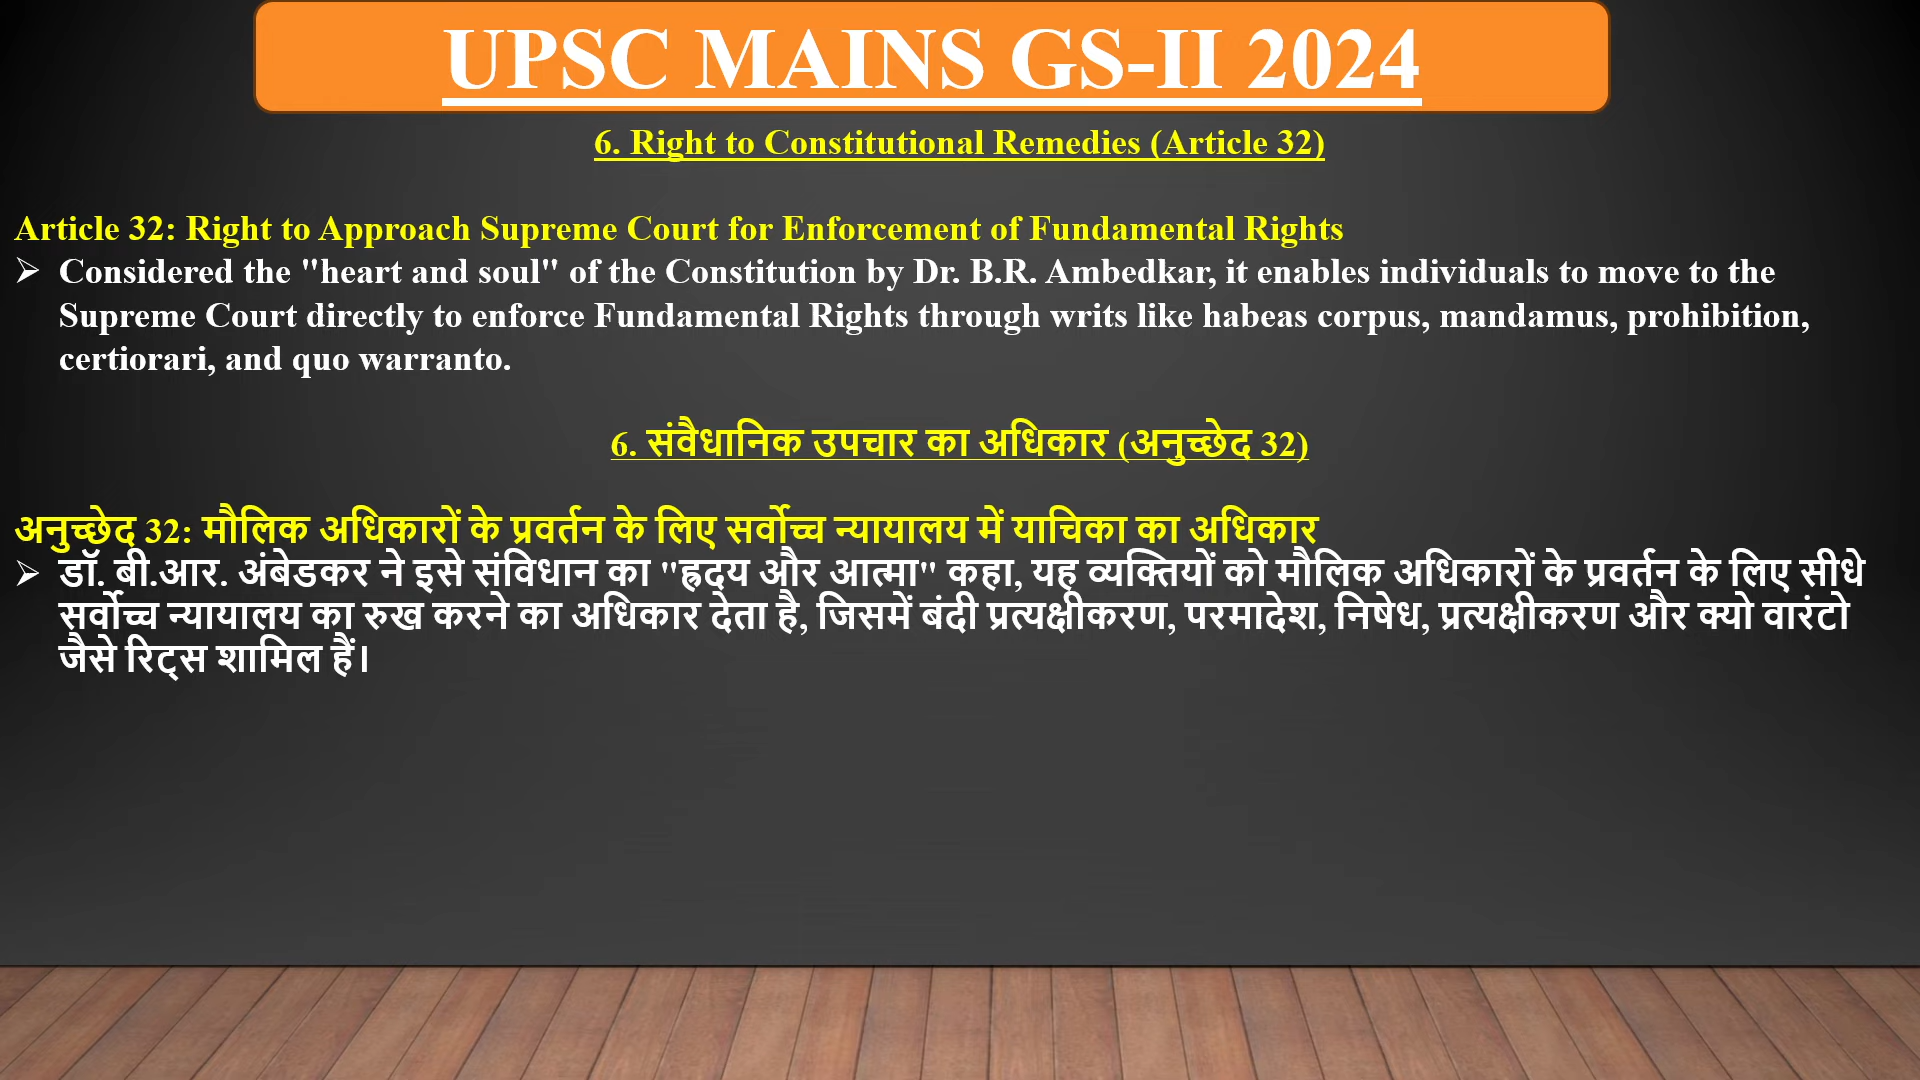 UPSC MAINS GS-II 2024
6. Right to Constitutional Remedies (Article 32)
Article 32: Right to Approach Supreme Court for Enforcement of Fundamental Rights
➢ Considered the "heart and soul" of the Constitution by Dr. B.R. Ambedkar, it enables individuals to move to the
Supreme Court directly to enforce Fundamental Rights through writs like habeas corpus, mandamus, prohibition,
certiorari, and quo warranto.
6. संवैधानिक उपचार का अधिकार (अनुच्छेद 32)
अनुच्छेद 32: मौलिक अधिकारों के प्रवर्तन के लिए सर्वोच्च न्यायालय में याचिका का अधिकार
➢ डॉ. बी.आर. अंबेडकर ने इसे संविधान का "हृदय और आत्मा" कहा, यह व्यक्तियों को मौलिक अधिकारों के प्रवर्तन के लिए सीधे
सर्वोच्च न्यायालय का रुख करने का अधिकार देता है, जिसमें बंदी प्रत्यक्षीकरण, परमादेश, निषेध, प्रत्यक्षीकरण और क्यो वारंटो
जैसे रिट्स शामिल हैं।